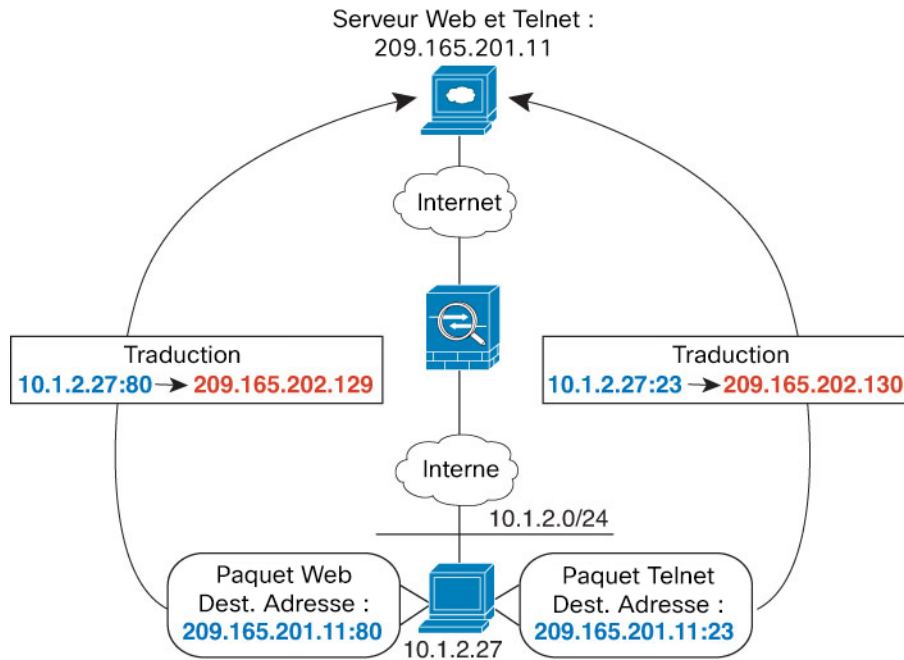 Serveur Web et Telnet :
209.165.201.11
Internet
Traduction
10.1.2.27:80 → 209.165.202.129
Traduction
10.1.2.27:23 → 209.165.202.130
Interne
10.1.2.0/24
Paquet Web
Dest. Adresse :
209.165.201.11:80
Paquet Telnet
Dest. Adresse :
209.165.201.11:23
10.1.2.27